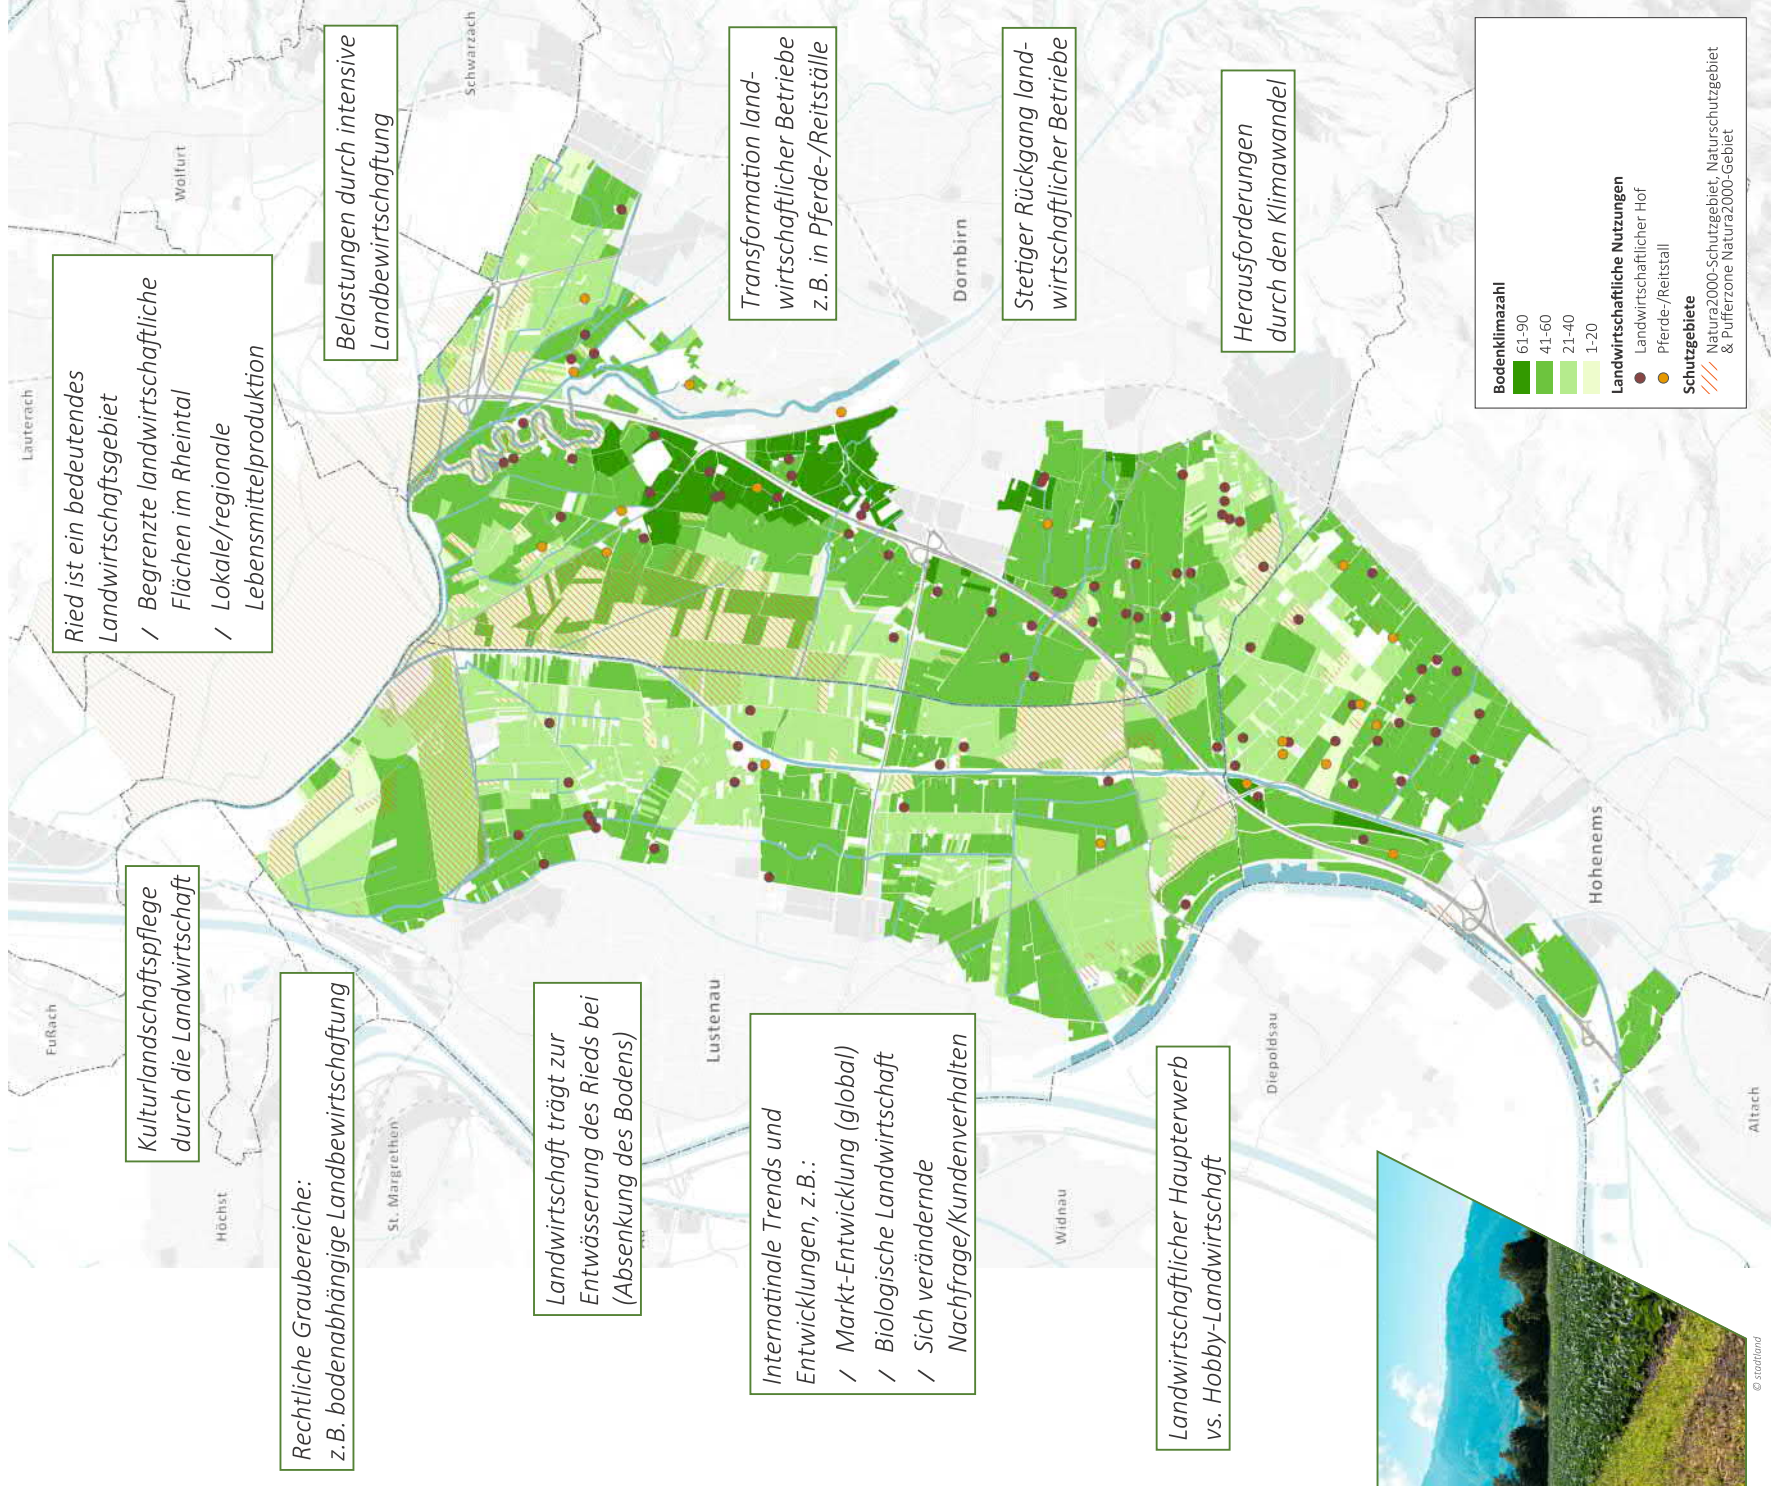 Ried ist ein bedeutendes
Landwirtschaftsgebiet
/ Begrenzte landwirtschaftliche
Flächen im Rheintal
/ Lokale/regionale
Lebensmittelproduktion
Belastungen durch intensive
Landbewirtschaftung
Transformation land-
wirtschaftlicher Betriebe
z.B. in Pferde-/Reitställe
Stetiger Rückgang land-
wirtschaftlicher Betriebe
Herausforderungen
durch den Klimawandel
Kulturlandschaftspflege
durch die Landwirtschaft
Rechtliche Graubereiche:
z.B. bodenabhängige Landbewirtschaftung
Landwirtschaft trägt zur
Entwässerung des Rieds bei
(Absenkung des Bodens)
Internatinale Trends und
Entwicklungen, z.B.:
/ Markt-Entwicklung (global)
/ Biologische Landwirtschaft
/ Sich verändernde
Nachfrage/Kundenverhalten
Landwirtschaftlicher Haupterwerb
vs. Hobby-Landwirtschaft
Lauterach
Wolfurt
Schwarzach
Dornbirn
Fußach
Höchst
St. Margrethen
Lustenau
Widnau
Diepoldsau
Hohenems
Altach
Bodenklimazahl
61-90
41-60
21-40
1-20
Landwirtschaftliche Nutzungen
Landwirtschaftlicher Hof
Pferde-/Reitstall
Schutzgebiete
Natura2000-Schutzgebiet, Naturschutzgebiet
& Pufferzone Natura2000-Gebiet
© stadtland